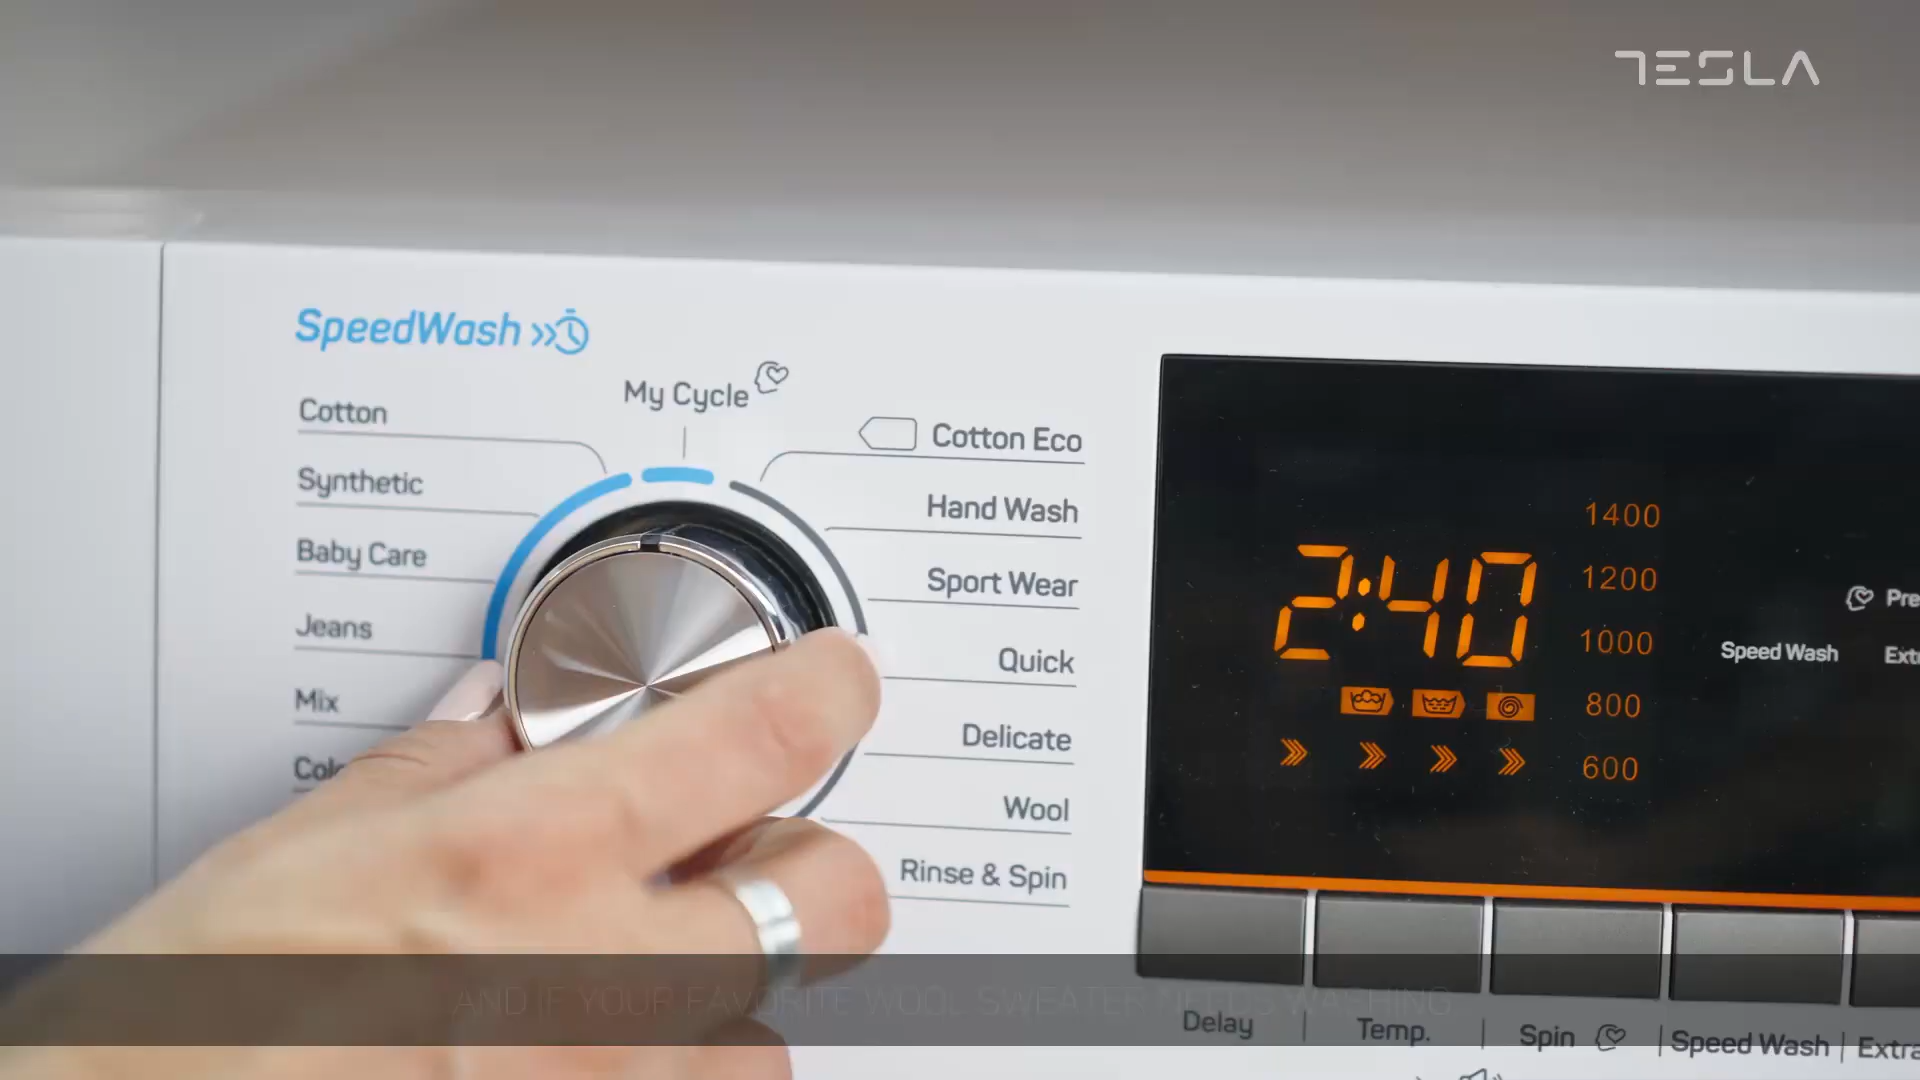 TESLA
SpeedWash
My Cycle
Cotton
Synthetic
Baby Care
Jeans
Mix
Cotton Eco
Hand Wash
Sport Wear
Quick
Delicate
Wool
Rinse & Spin
2:40
1400
1200
1000
800
600
Speed Wash
AND IF YOUR FAVORITE WOOL SWEATER NEEDS WASHING
Delay
Temp.
Spin
Speed Wash